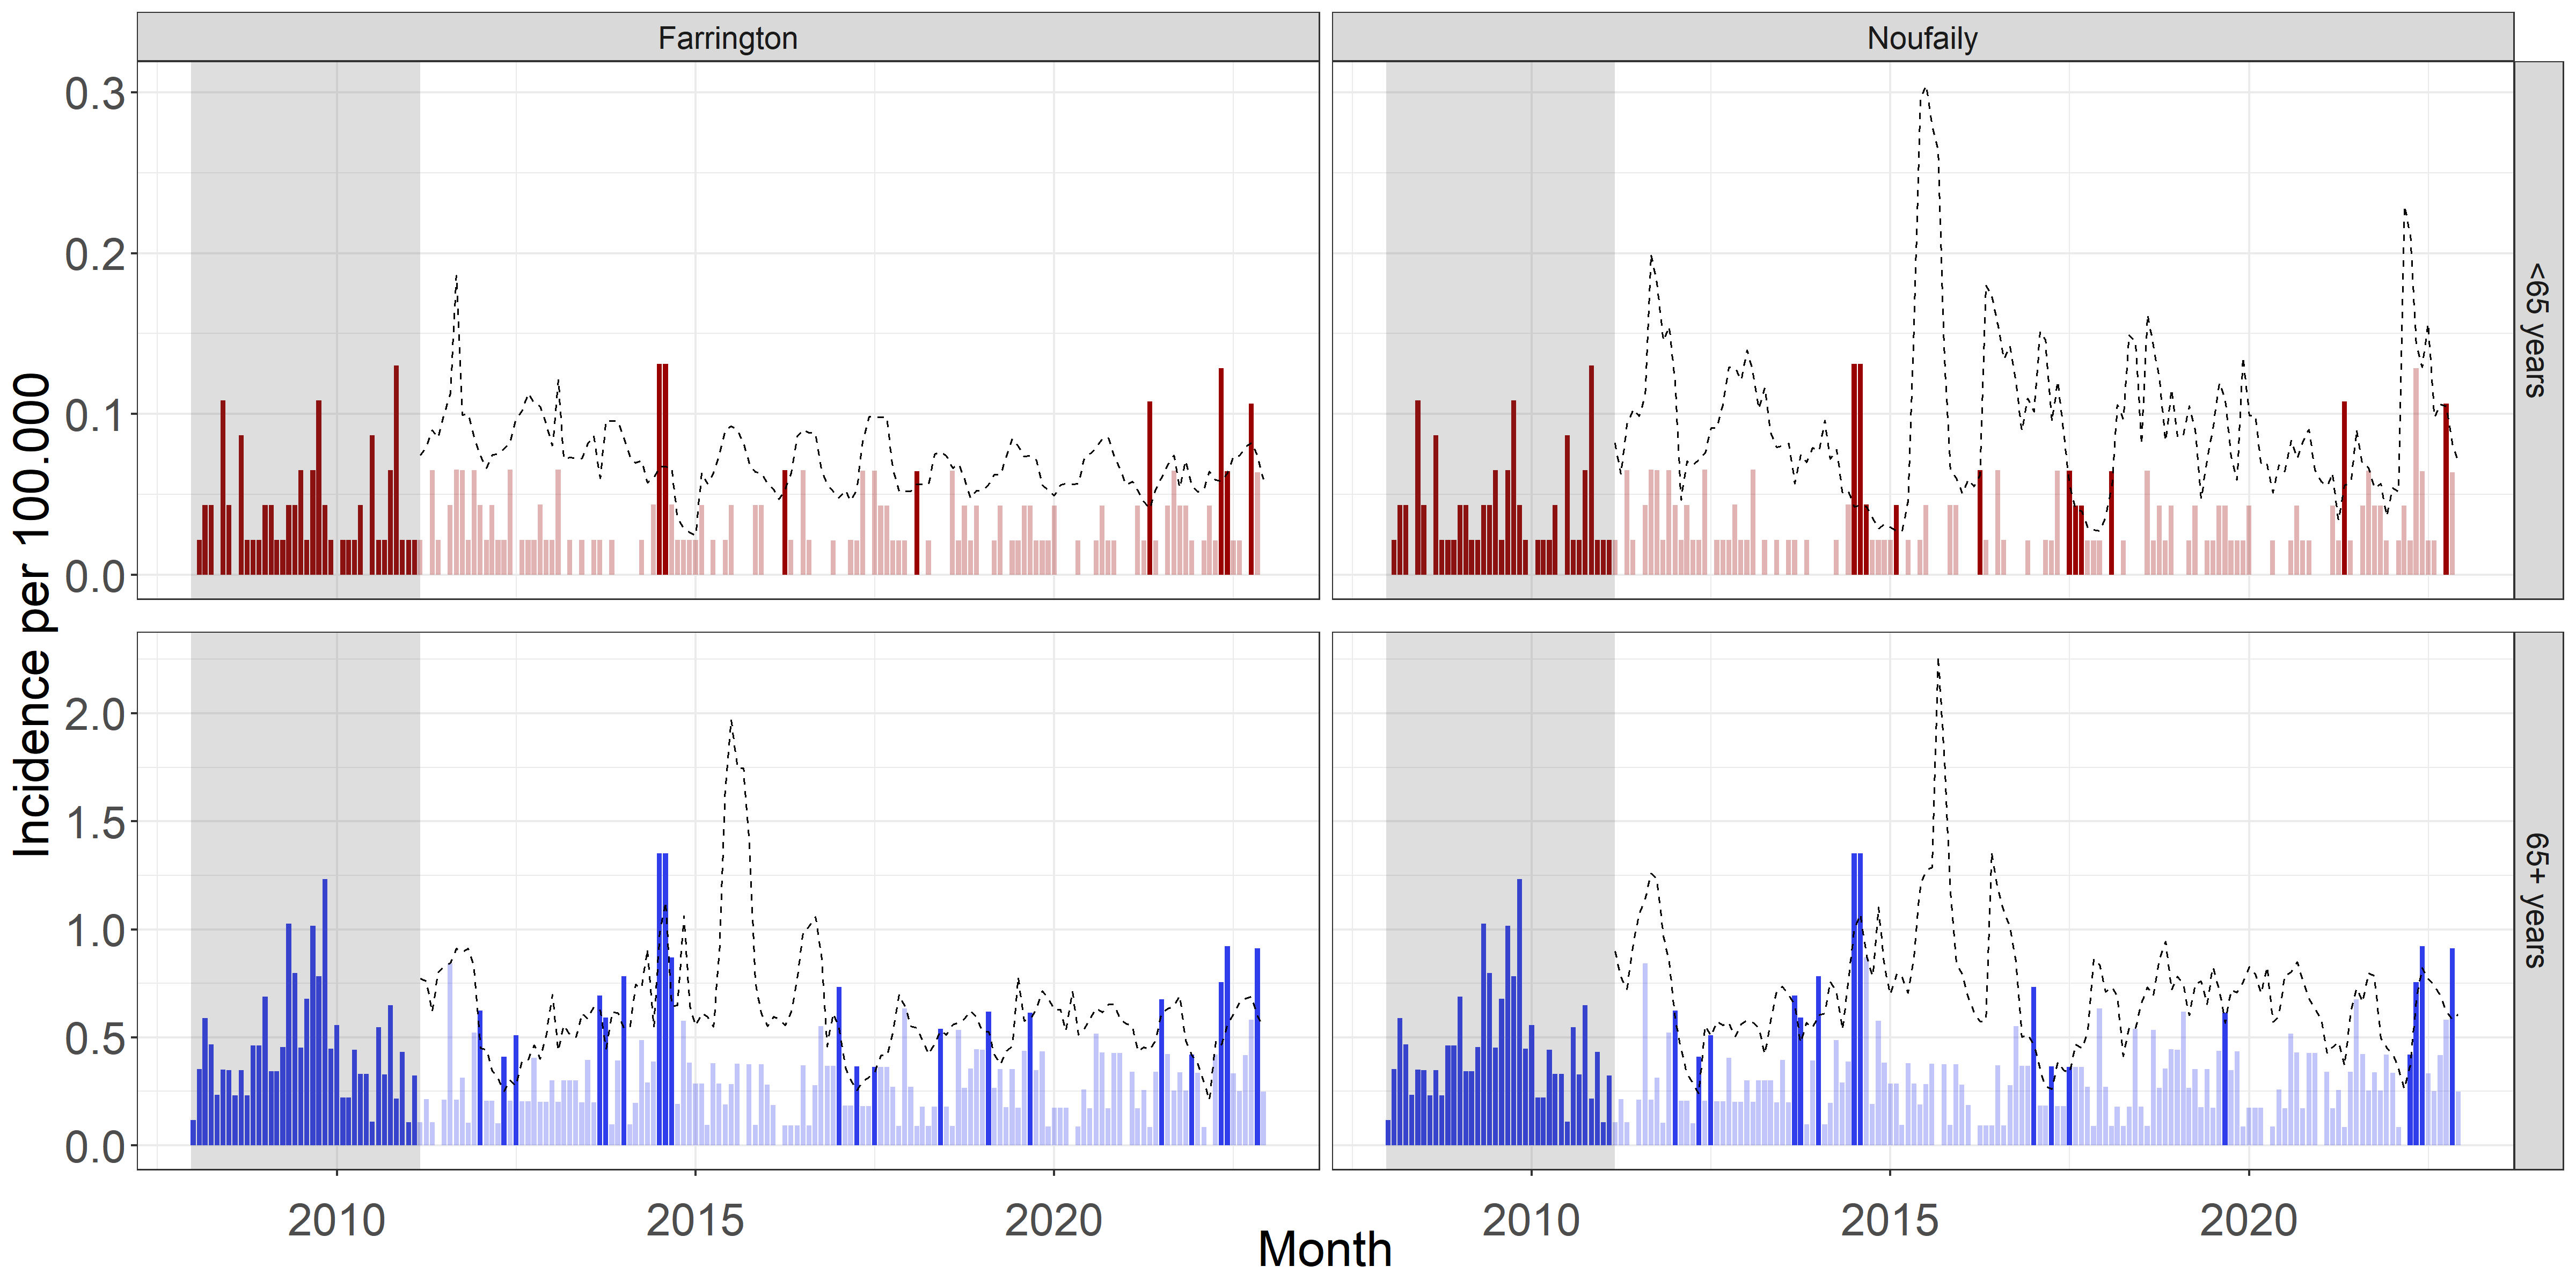 Farrington
Noufaily
Incidence per 100.000
0.3
0.2
0.1
0.0
<65 years
2.0
1.5
1.0
0.5
0.0
65+ years
2010
2015
2020
2010
2015
2020
Month